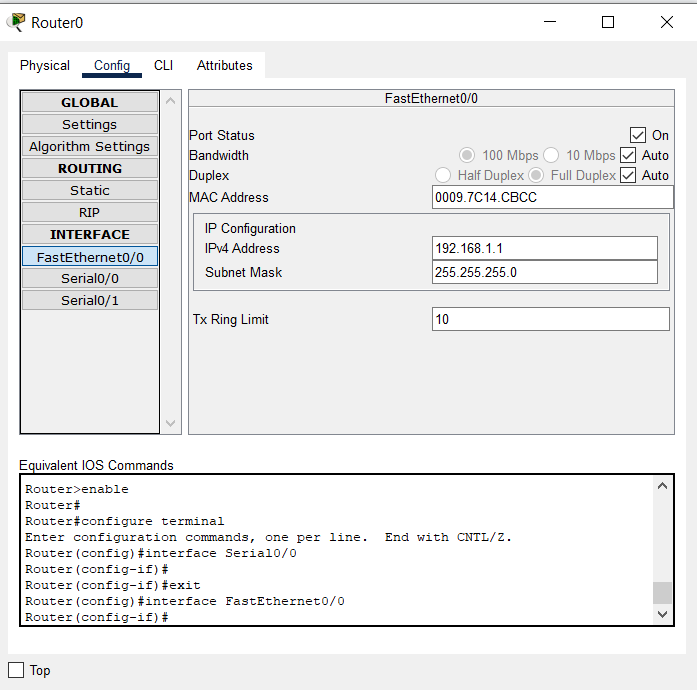 Router0
Physical Config CLI Attributes
GLOBAL
Settings
Algorithm Settings
ROUTING
Static
RIP
INTERFACE
FastEthernet0/0
Serial0/0
Serial0/1
FastEthernet0/0
Port Status On
Bandwidth 100 Mbps 10 Mbps Auto
Duplex Half Duplex Full Duplex Auto
MAC Address 0009.7C14.CBCC
IP Configuration
IPv4 Address 192.168.1.1
Subnet Mask 255.255.255.0
Tx Ring Limit 10
Equivalent IOS Commands
Router>enable
Router#
Router#configure terminal
Enter configuration commands, one per line.  End with CNTL/Z.
Router(config)#interface Serial0/0
Router(config-if)#
Router(config-if)#exit
Router(config)#interface FastEthernet0/0
Router(config-if)#
Top